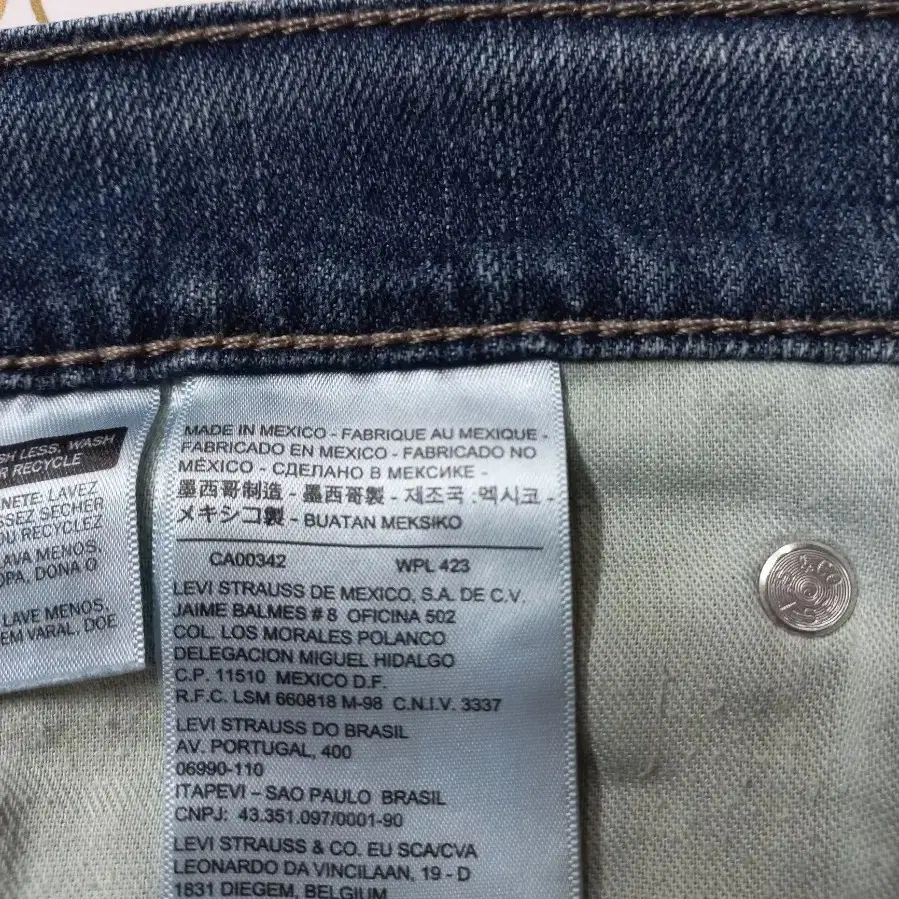 SH LESS, WASH
R RECYCLE
NETE: LAVEZ
SSEZ SECHER
OU RECYCLEZ
LAVA MENOS,
OPA, DONA O
LAVE MENOS,
EM VARAL, DOE
MADE IN MEXICO - FABRIQUE AU MEXIQUE -
FABRICADO EN MEXICO - FABRICADO NO
MEXICO - СДЕЛАНО В МЕКСИКЕ -
墨西哥制造 - 墨西哥製 - 제조국 :멕시코 -
メキシコ製 - BUATAN MEKSIKO
CA00342 WPL 423
LEVI STRAUSS DE MEXICO, S.A. DE C.V.
JAIME BALMES # 8 OFICINA 502
COL. LOS MORALES POLANCO
DELEGACION MIGUEL HIDALGO
C.P. 11510 MEXICO D.F.
R.F.C. LSM 660818 M-98 C.N.I.V. 3337
LEVI STRAUSS DO BRASIL
AV. PORTUGAL, 400
06990-110
ITAPEVI – SAO PAULO BRASIL
CNPJ: 43.351.097/0001-90
LEVI STRAUSS & CO. EU SCA/CVA
LEONARDO DA VINCILAAN, 19 - D
1831 DIEGEM, BELGIUM